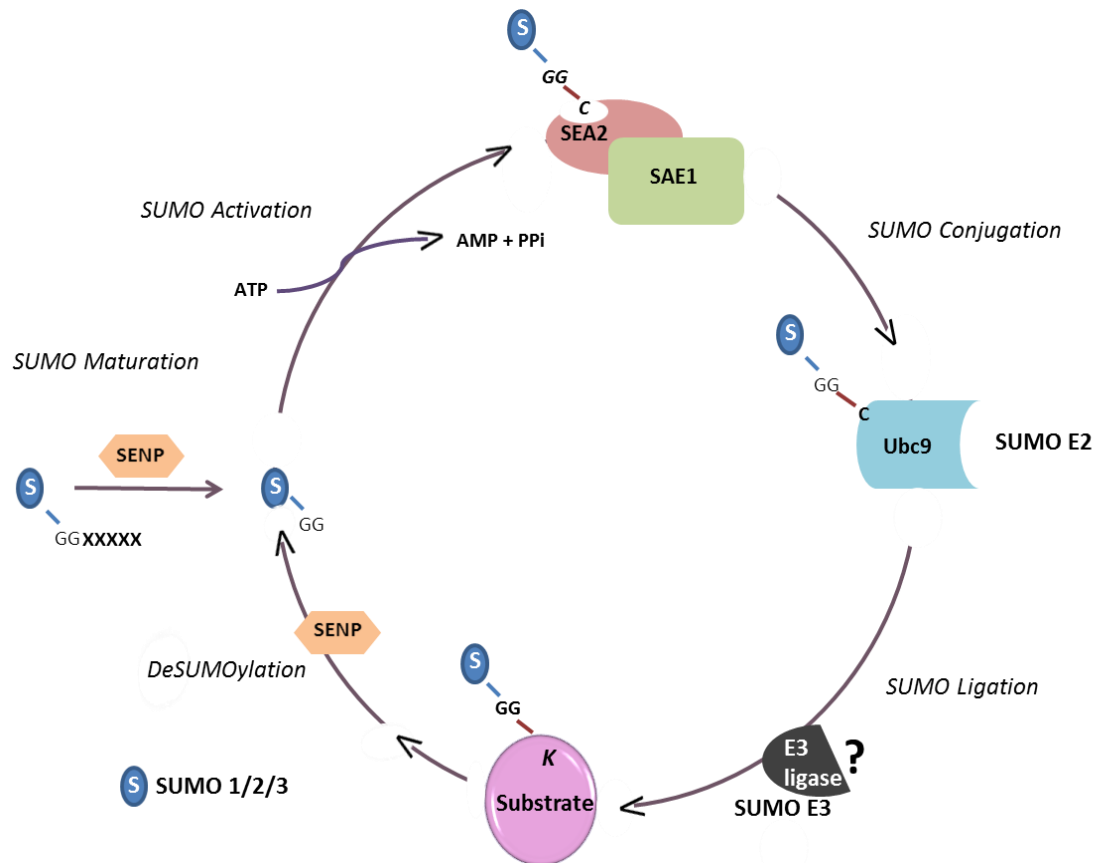 S
GG
C
SEA2
SAE1
SUMO Activation
SUMO Conjugation
AMP + PPi
ATP
S
SUMO Maturation
GG
C
Ubc9
SUMO E2
SENP
S
S
GG
GGXXXXX
SENP
DeSUMOylation
S
SUMO Ligation
GG
K
E3
ligase
?
S
SUMO 1/2/3
Substrate
SUMO E3